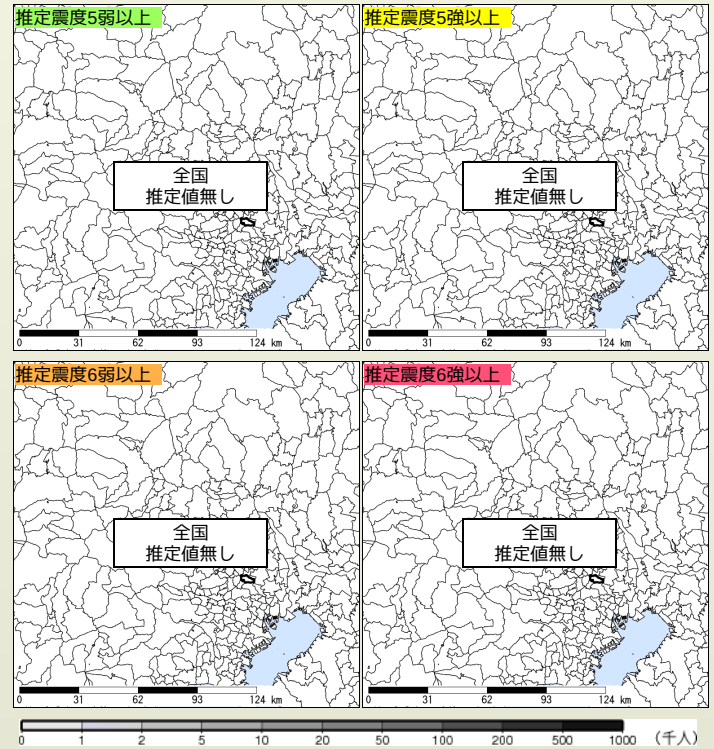 推定震度5弱以上
推定震度5強以上
全国
推定値無し
全国
推定値無し
0 31 62 93 124 km
0 31 62 93 124 km
推定震度6弱以上
推定震度6強以上
全国
推定値無し
全国
推定値無し
0 31 62 93 124 km
0 31 62 93 124 km
0 1 2 5 10 20 50 100 200 500 1000 (千人)